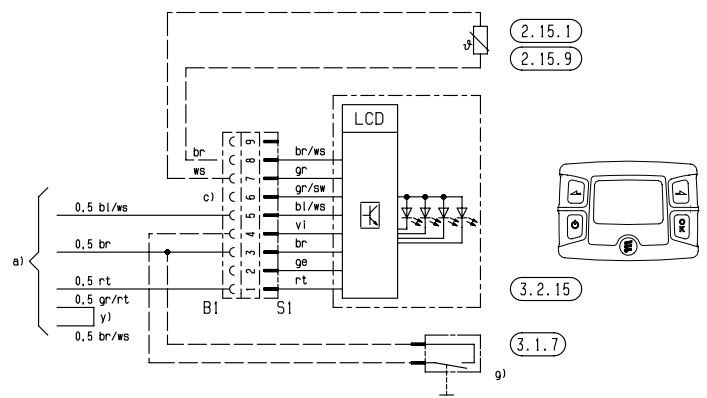 2.15.1
ϑ
2.15.9
LCD
9
br
8
br/ws
ws
7
gr
c)
6
gr/sw
0,5 bl/ws
5
bl/ws
4
vi
0,5 br
3
br
a)
2
ge
0,5 rt
1
rt
3.2.15
0,5 gr/rt
B1
S1
y)
0,5 br/ws
3.1.7
g)
OK